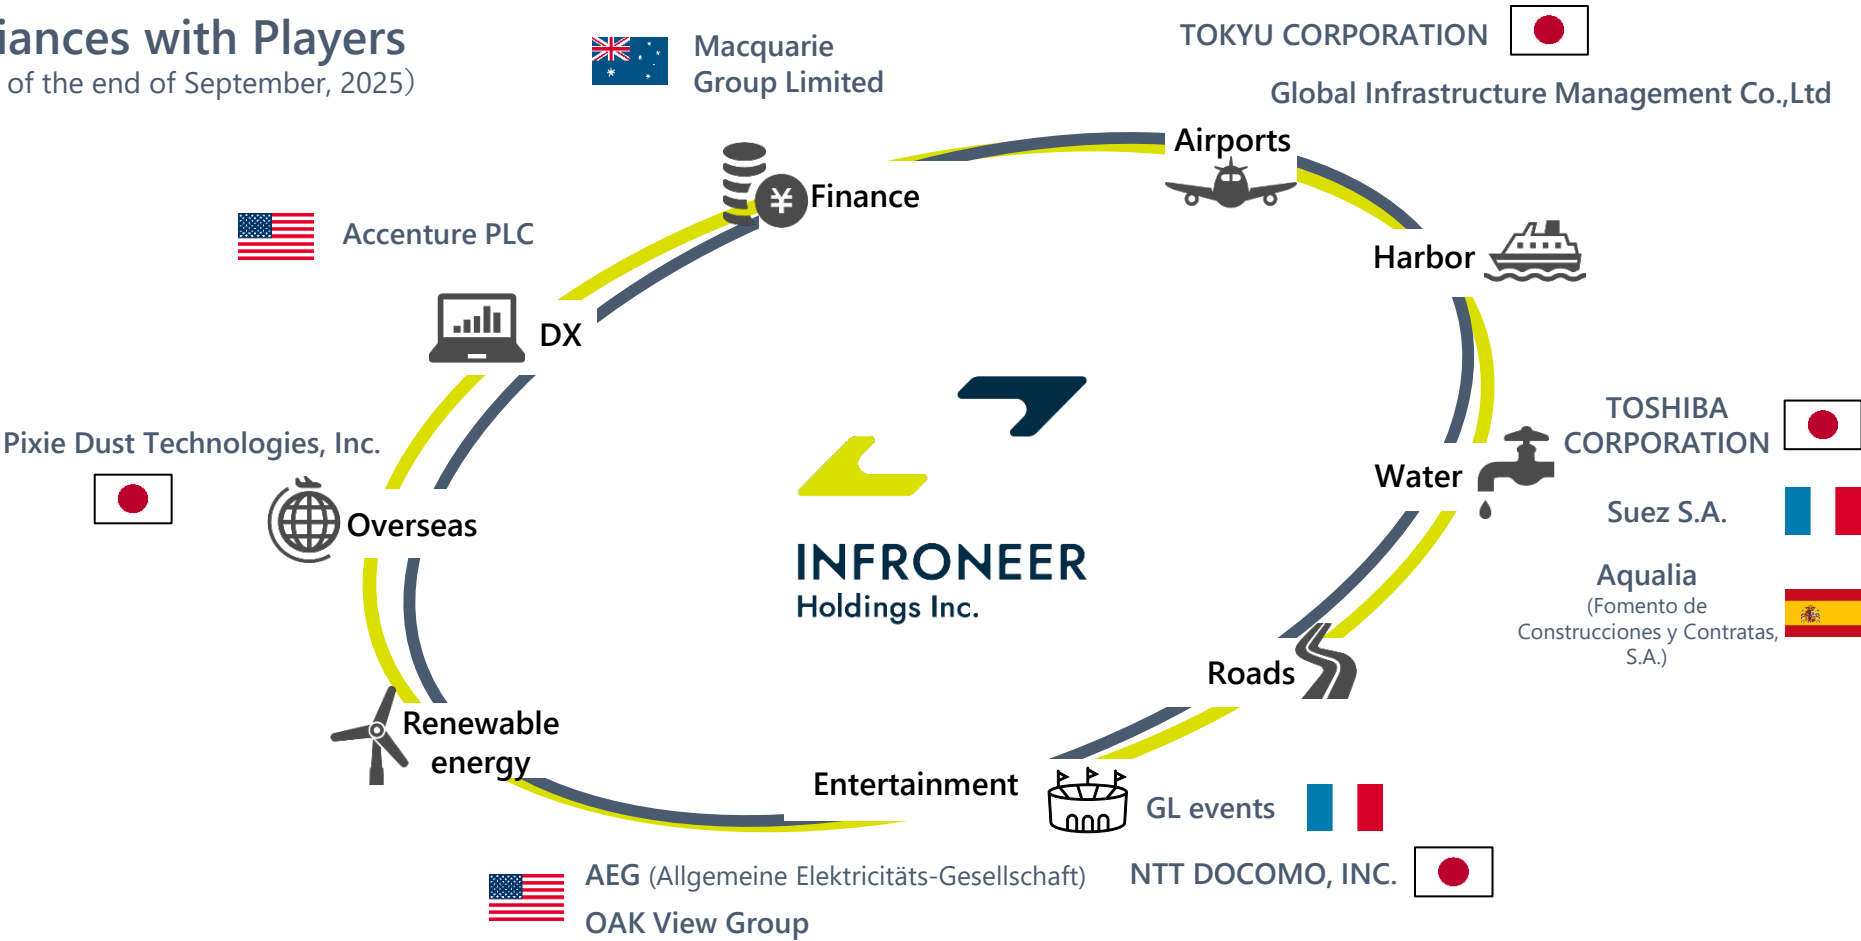 iances with Players
of the end of September, 2025）
Macquarie
Group Limited
TOKYU CORPORATION
Global Infrastructure Management Co.,Ltd
Airports
¥
Finance
Accenture PLC
Harbor
DX
TOSHIBA
CORPORATION
Pixie Dust Technologies, Inc.
Water
Suez S.A.
Overseas
INFRONEER
Holdings Inc.
Aqualia
(Fomento de
Construcciones y Contratas,
S.A.)
Roads
Renewable
energy
Entertainment
GL events
AEG (Allgemeine Elektricitäts-Gesellschaft)
NTT DOCOMO, INC.
OAK View Group